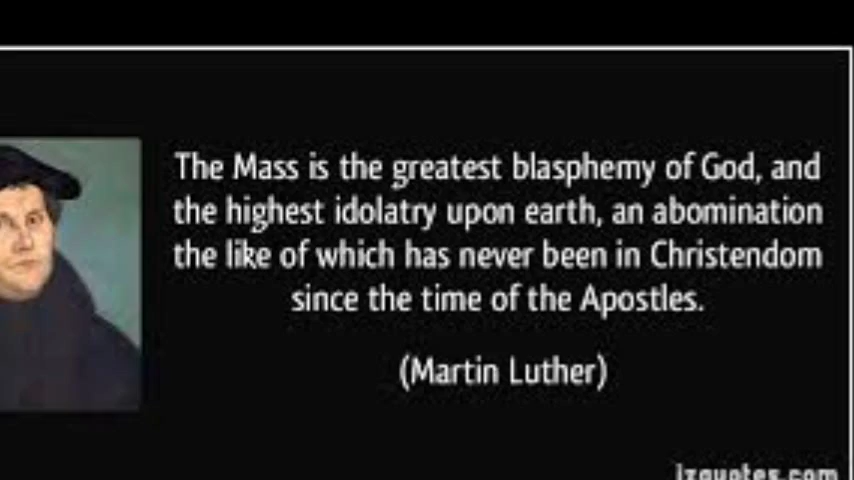 The Mass is the greatest blasphemy of God, and
the highest idolatry upon earth, an abomination
the like of which has never been in Christendom
since the time of the Apostles.
(Martin Luther)
izquotes.com